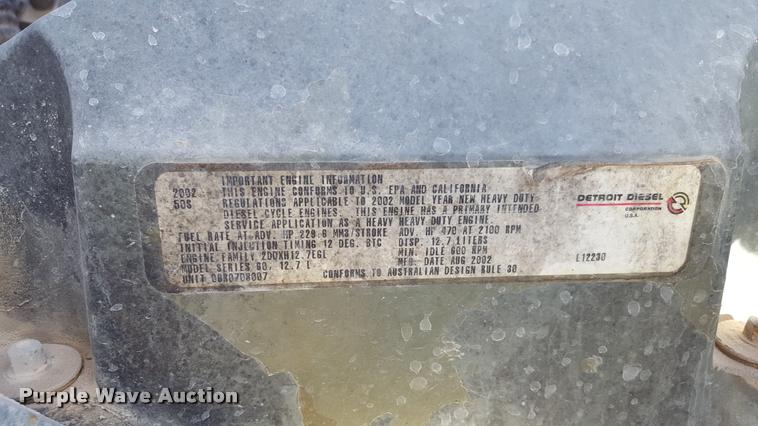 IMPORTANT ENGINE INFORMATION
2002 THIS ENGINE CONFORMS TO U.S. EPA AND CALIFORNIA
50S REGULATIONS APPLICABLE TO 2002 MODEL YEAR NEW HEAVY DUTY
DIESEL CYCLE ENGINES. THIS ENGINE HAS A PRIMARY INTENDED
SERVICE APPLICATION AS A HEAVY HEAVY DUTY ENGINE.
FUEL RATE AT ADV. HP 229.6 MM3/STROKE ADV. HP 470 AT 2100 RPM
INITIAL INJECTION TIMING 12 DEG. BTC DISP. 12.7 LITERS
ENGINE FAMILY 2DDXH12.7EGL MIN. IDLE 600 RPM
MODEL SERIES 60, 12.7 L MFG. DATE AUG 2002
UNIT 06R0708007 CONFORMS TO AUSTRALIAN DESIGN RULE 30
DETROIT DIESEL
CORPORATION
U.S.A.
E12230
Purple Wave Auction